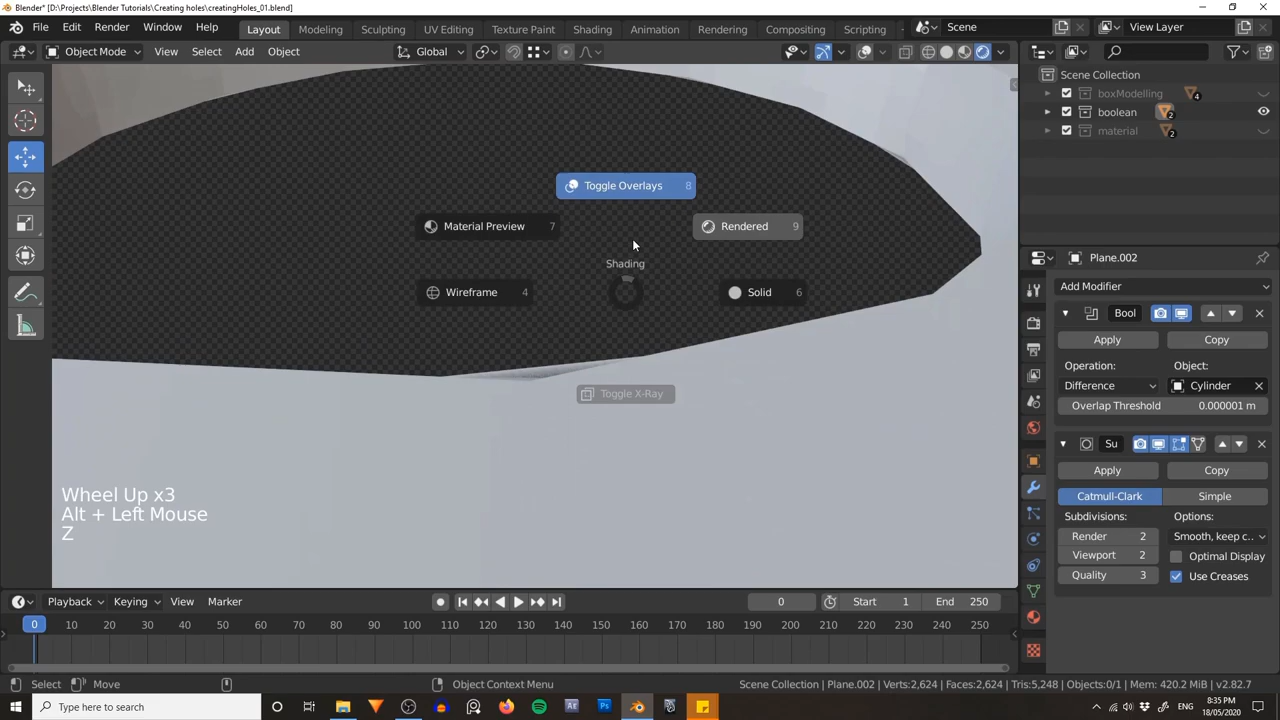 Blender* [D:\Projects\Blender Tutorials\Creating holes\creatingHoles_01.blend]
File Edit Render Window Help Layout Modeling Sculpting UV Editing Texture Paint Shading Animation Rendering Compositing Scripting Scene View Layer
Object Mode View Select Add Object Global
Scene Collection
boxModelling 4
boolean 2
material 2
Toggle Overlays 8
Material Preview 7
Rendered 9
Shading
Wireframe 4
Solid 6
Toggle X-Ray
Plane.002
Add Modifier
Bool
Apply Copy
Operation: Object:
Difference Cylinder
Overlap Threshold 0.000001 m
Su
Apply Copy
Catmull-Clark Simple
Subdivisions: Options:
Render 2 Smooth, keep c..
Viewport 2 Optimal Display
Quality 3 Use Creases
Wheel Up x3
Alt + Left Mouse
Z
Playback Keying View Marker 0 Start 1 End 250
0 10 20 30 40 50 60 70 80 90 100 110 120 130 140 150 160 170 180 190 200 210 220 230 240 250
Select Move Object Context Menu Scene Collection | Plane.002 | Verts:2,624 | Faces:2,624 | Tris:5,248 | Objects:0/1 | Mem: 420.2 MiB | v2.82.7
Type here to search
ENG
8:35 PM
18/05/2020